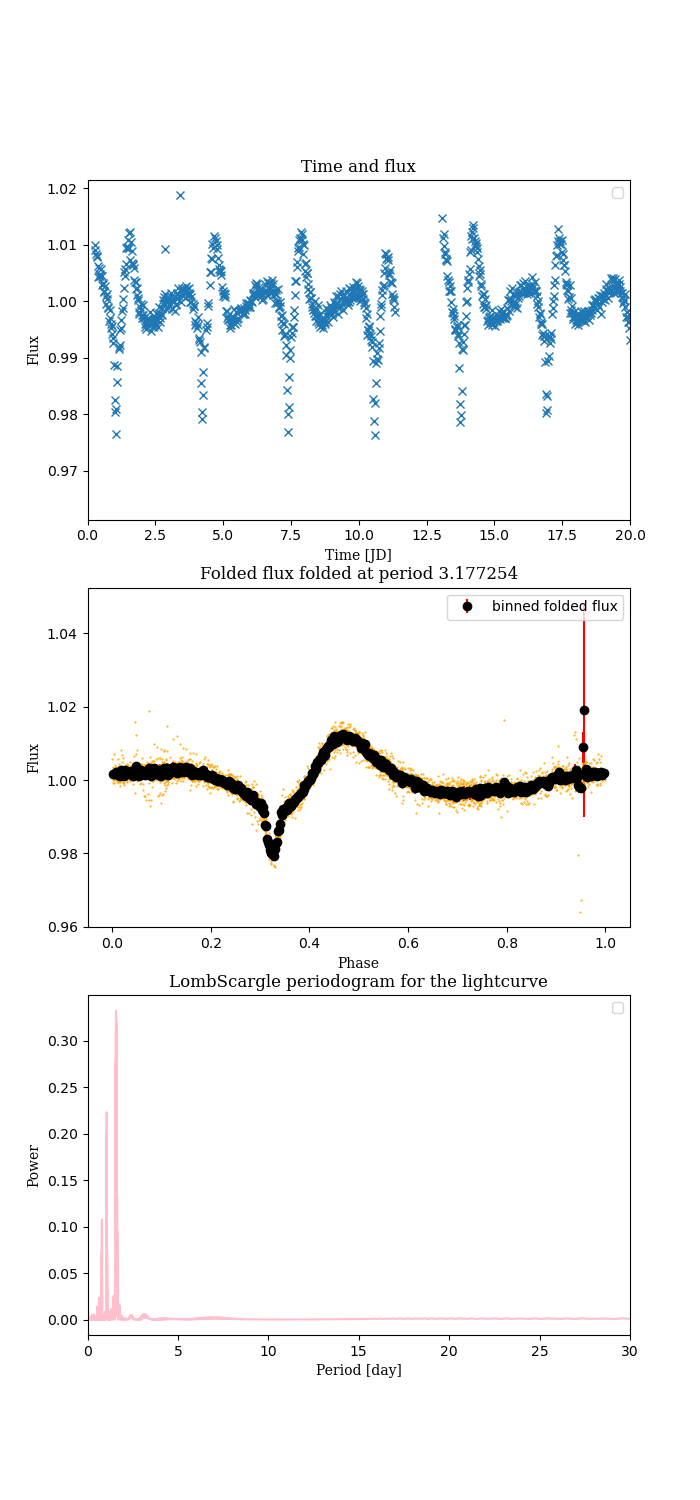 Time and flux
1.02
1.01
1.00
0.99
0.98
0.97
Flux
0.0 2.5 5.0 7.5 10.0 12.5 15.0 17.5 20.0
Time [JD]
Folded flux folded at period 3.177254
binned folded flux
1.04
1.02
1.00
0.98
0.96
Flux
0.0 0.2 0.4 0.6 0.8 1.0
Phase
LombScargle periodogram for the lightcurve
0.30
0.25
0.20
0.15
0.10
0.05
0.00
Power
0 5 10 15 20 25 30
Period [day]